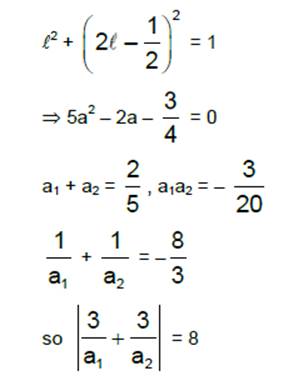 ℓ² + (2ℓ − 1/2)² = 1
⇒ 5a² – 2a – 3/4 = 0
a₁ + a₂ = 2/5 , a₁a₂ = – 3/20
1/a₁ + 1/a₂ = – 8/3
so |3/a₁ + 3/a₂| = 8